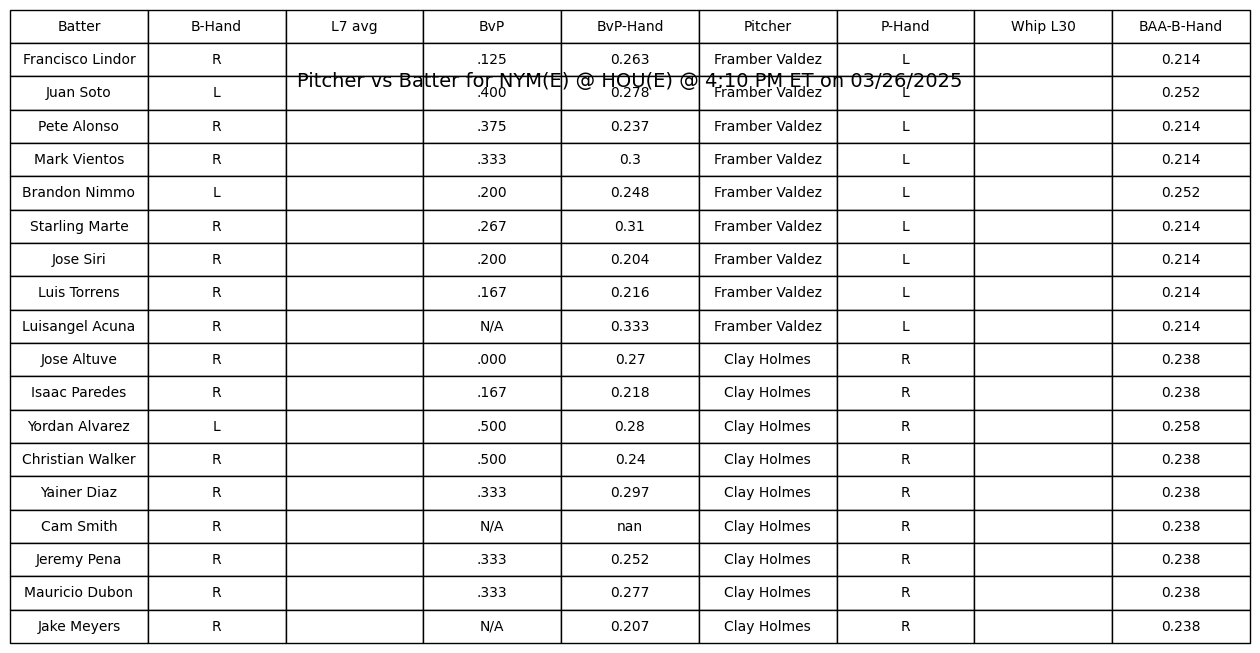 Batter B-Hand L7 avg BvP BvP-Hand Pitcher P-Hand Whip L30 BAA-B-Hand
Francisco Lindor R .125 0.263 Framber Valdez L 0.214
Pitcher vs Batter for NYM(E) @ HOU(E) @ 4:10 PM ET on 03/26/2025
Juan Soto L .400 0.278 Framber Valdez L 0.252
Pete Alonso R .375 0.237 Framber Valdez L 0.214
Mark Vientos R .333 0.3 Framber Valdez L 0.214
Brandon Nimmo L .200 0.248 Framber Valdez L 0.252
Starling Marte R .267 0.31 Framber Valdez L 0.214
Jose Siri R .200 0.204 Framber Valdez L 0.214
Luis Torrens R .167 0.216 Framber Valdez L 0.214
Luisangel Acuna R N/A 0.333 Framber Valdez L 0.214
Jose Altuve R .000 0.27 Clay Holmes R 0.238
Isaac Paredes R .167 0.218 Clay Holmes R 0.238
Yordan Alvarez L .500 0.28 Clay Holmes R 0.258
Christian Walker R .500 0.24 Clay Holmes R 0.238
Yainer Diaz R .333 0.297 Clay Holmes R 0.238
Cam Smith R N/A nan Clay Holmes R 0.238
Jeremy Pena R .333 0.252 Clay Holmes R 0.238
Mauricio Dubon R .333 0.277 Clay Holmes R 0.238
Jake Meyers R N/A 0.207 Clay Holmes R 0.238